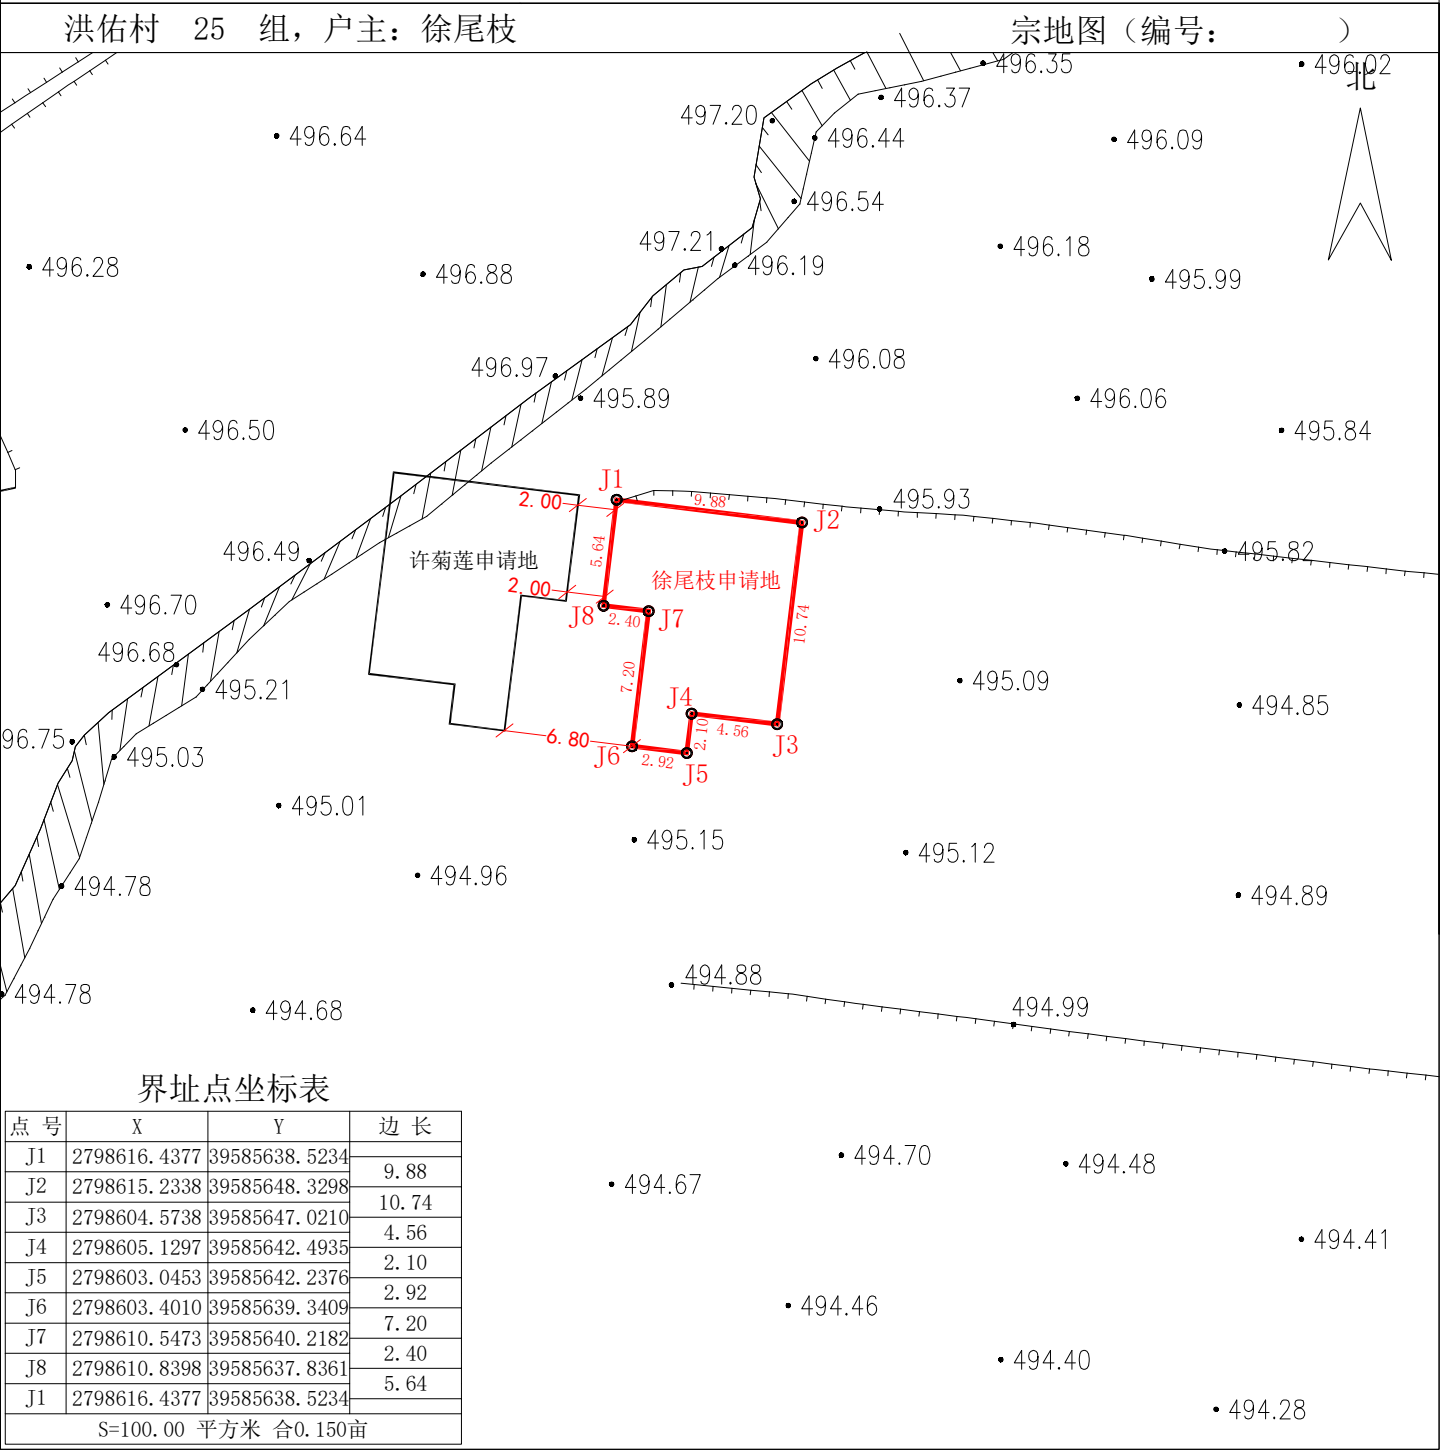 洪佑村 25 组，户主：徐尾枝 宗地图（编号： ）
496.35
496.02
北
496.37
497.20
496.64
496.44
496.09
496.54
497.21
496.18
496.28
496.88
496.19
495.99
496.08
496.97
495.89
496.06
496.50
495.84
J1
2.00
9.88
495.93
J2
5.64
496.49
许菊莲申请地
徐尾枝申请地
495.82
2.00
496.70
J8
2.40
J7
10.74
496.68
7.20
495.21
J4
495.09
494.85
96.75
6.80
2.10
4.56
J3
495.03
J6
2.92
J5
495.01
495.15
495.12
494.96
494.78
494.89
494.88
494.78
494.68
494.99
界址点坐标表
点号 X Y 边长
J1 2798616.4377 39585638.5234
9.88
J2 2798615.2338 39585648.3298
10.74
J3 2798604.5738 39585647.0210
4.56
J4 2798605.1297 39585642.4935
2.10
J5 2798603.0453 39585642.2376
2.92
J6 2798603.4010 39585639.3409
7.20
J7 2798610.5473 39585640.2182
2.40
J8 2798610.8398 39585637.8361
5.64
J1 2798616.4377 39585638.5234
S=100.00 平方米 合0.150亩
494.70
494.48
494.67
494.41
494.46
494.40
494.28